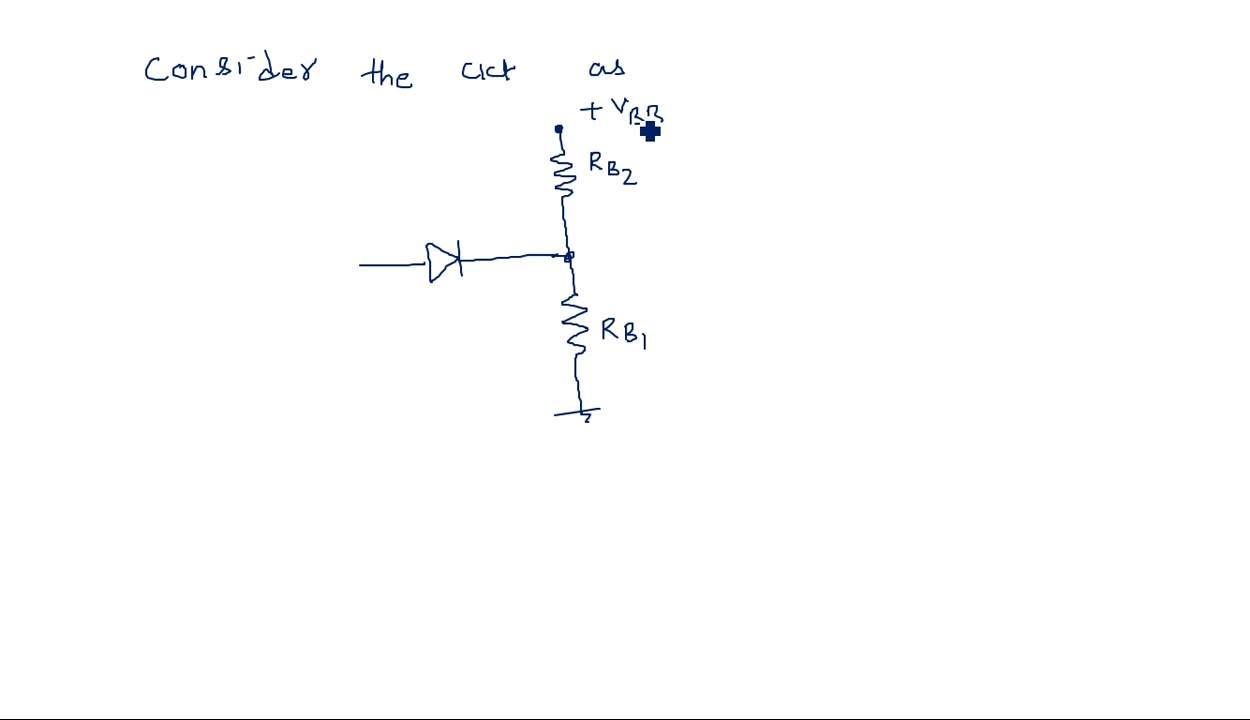 Consider the ckt as
+ VBB
RB2
RB1